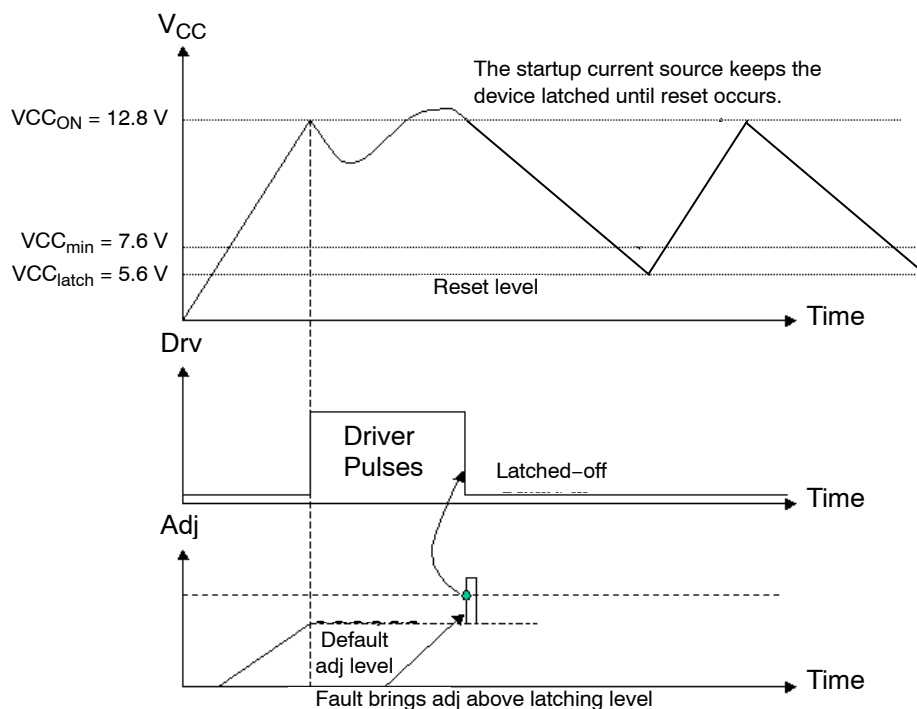 V_CC
The startup current source keeps the
device latched until reset occurs.
VCC_ON = 12.8 V
VCC_min = 7.6 V
VCC_latch = 5.6 V
Reset level
Time
Drv
Driver
Pulses
Latched−off
Time
Adj
Default
adj level
Time
Fault brings adj above latching level